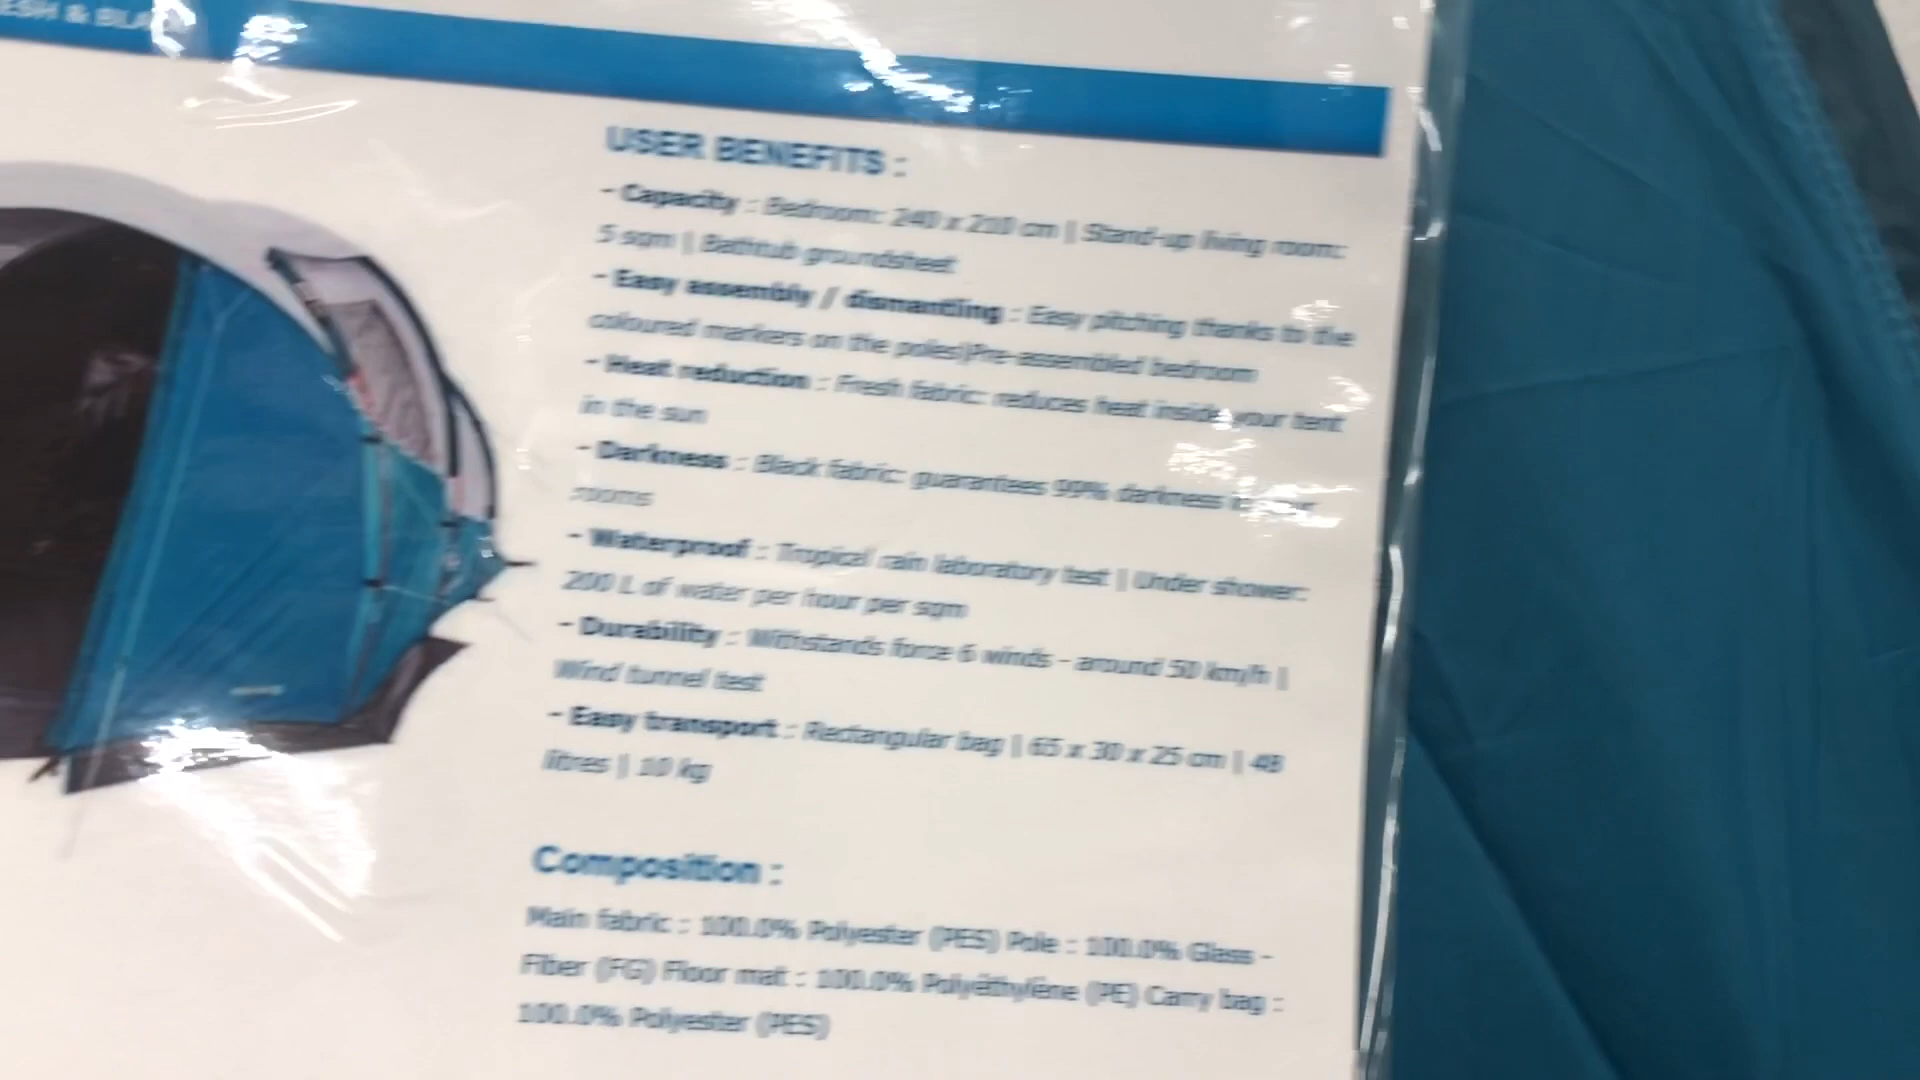 ESH & BLA
USER BENEFITS :
- Capacity : Bedroom: 240 x 210 cm | Stand-up living room:
5 sqm | Bathtub groundsheet
- Easy assembly / dismantling : Easy pitching thanks to the
coloured markers on the poles|Pre-assembled bedroom
- Heat reduction : Fresh fabric: reduces heat inside your tent
in the sun
- Darkness : Black fabric: guarantees 99% darkness
rooms
- Waterproof : Tropical rain laboratory test | Under shower:
200 L of water per hour per sqm
- Durability : Withstands force 6 winds - around 50 km/h |
Wind tunnel test
- Easy transport : Rectangular bag | 65 x 30 x 25 cm | 48
litres | 10 kg
Composition :
Main fabric : 100.0% Polyester (PES) Pole : 100.0% Glass -
Fiber (FG) Floor mat : 100.0% Polyéthylène (PE) Carry bag :
100.0% Polyester (PES)